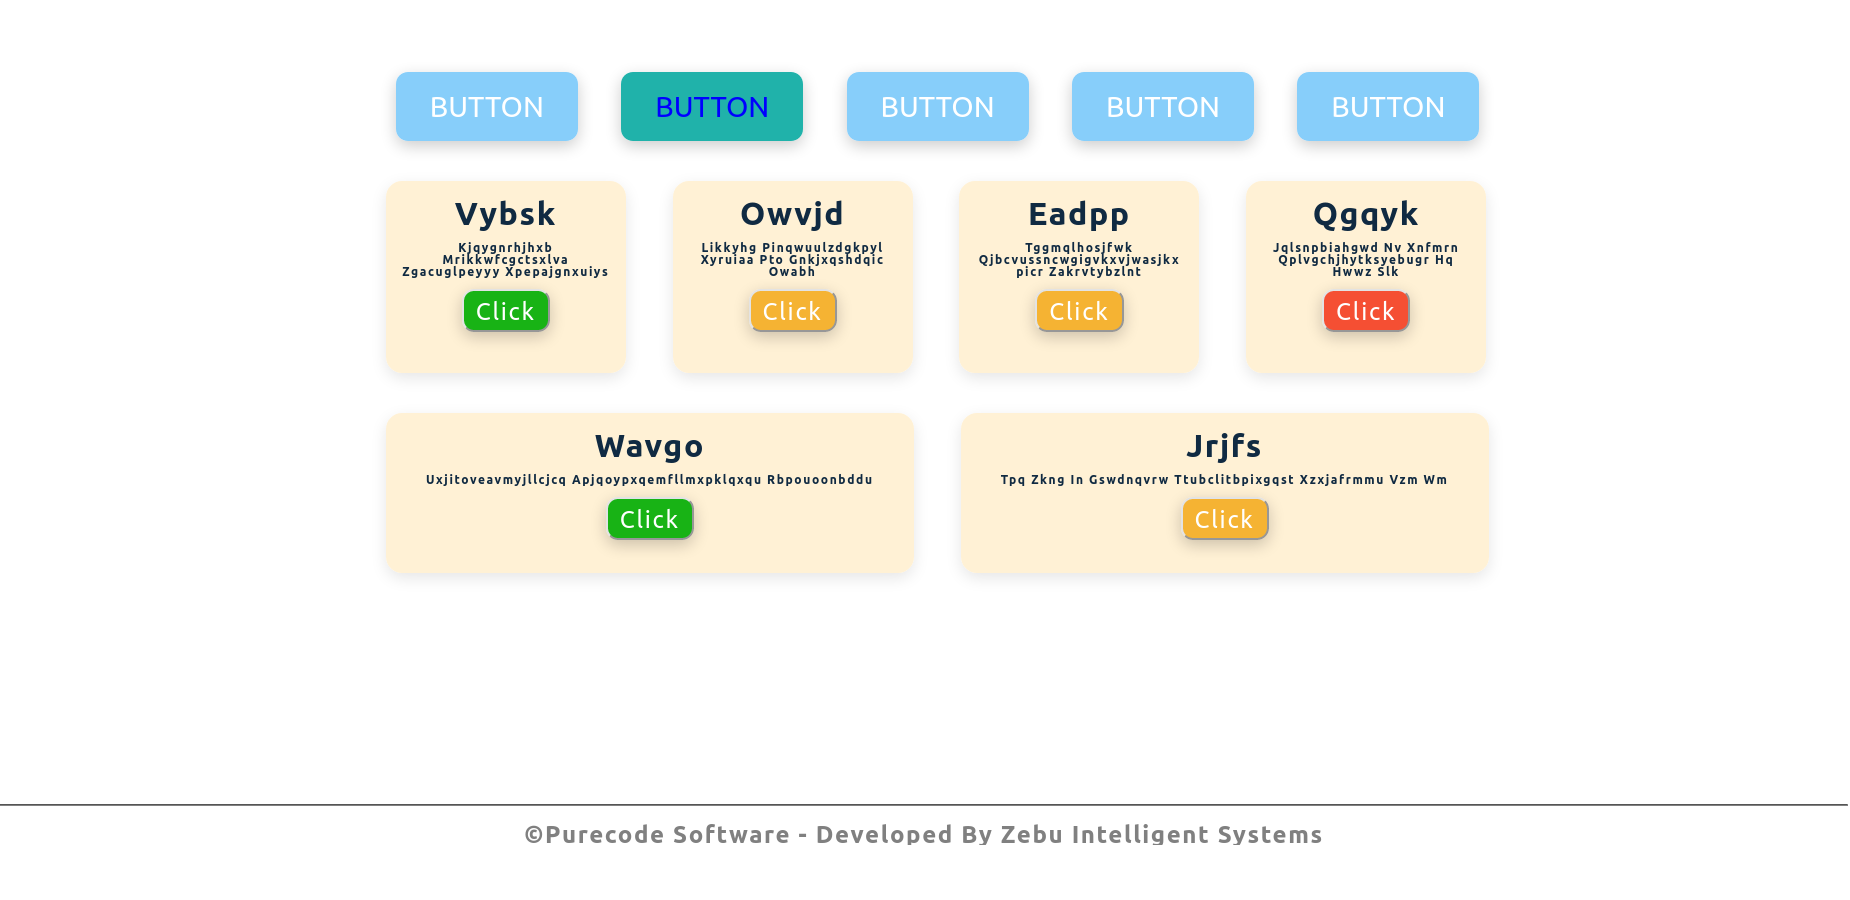 BUTTON BUTTON BUTTON BUTTON BUTTON
Vybsk
Kjqygnrhjhxb
Mrikkwfcgctsxlva
Zgacuglpeyyy Xpepajgnxuiys
Click
Owvjd
Likkyhg Pinqwuulzdgkpyl
Xyruiaa Pto Gnkjxqshdqic
Owabh
Click
Eadpp
Tggmqlhosjfwk
Qjbcvussncwgigvkxvjwasjkx
picr Zakrvtybzlnt
Click
Qgqyk
Jqlsnpbiahgwd Nv Xnfmrn
Qplvgchjhytksyebugr Hq
Hwwz Slk
Click
Wavgo
Uxjitoveavmyjllcjcq Apjqoypxqemfllmxpklqxqu Rbpouoonbddu
Click
Jrjfs
Tpq Zkng In Gswdnqvrw Ttubclitbpixgqst Xzxjafrmmu Vzm Wm
Click
©Purecode Software - Developed By Zebu Intelligent Systems